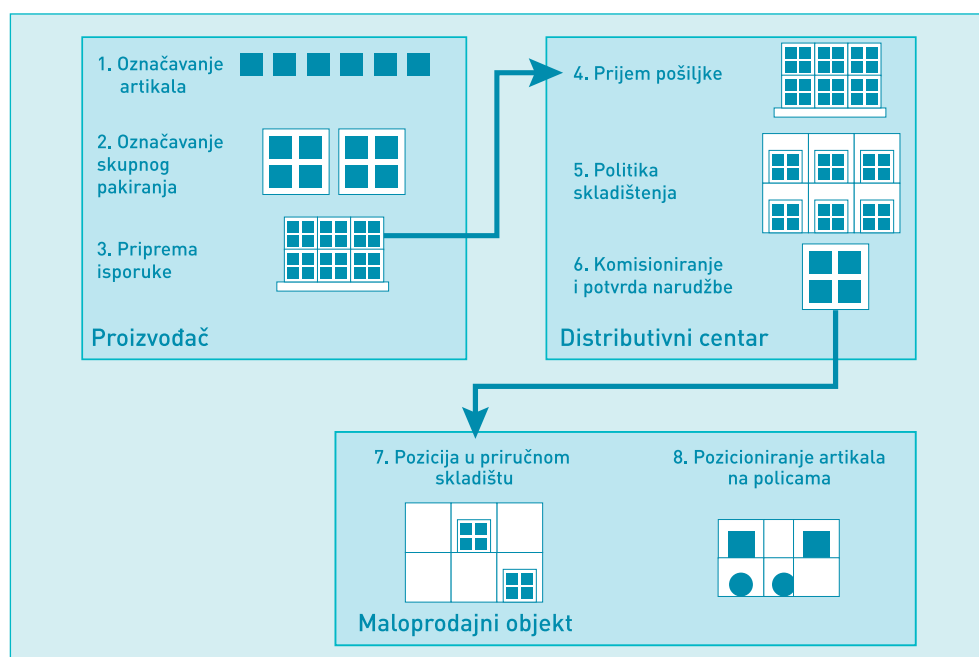 1. Označavanje
artikala
2. Označavanje
skupnog
pakiranja
3. Priprema
isporuke
Proizvođač
4. Prijem pošiljke
5. Politika
skladištenja
6. Komisioniranje
i potvrda narudžbe
Distributivni centar
7. Pozicija u priručnom
skladištu
8. Pozicioniranje artikala
na policama
Maloprodajni objekt